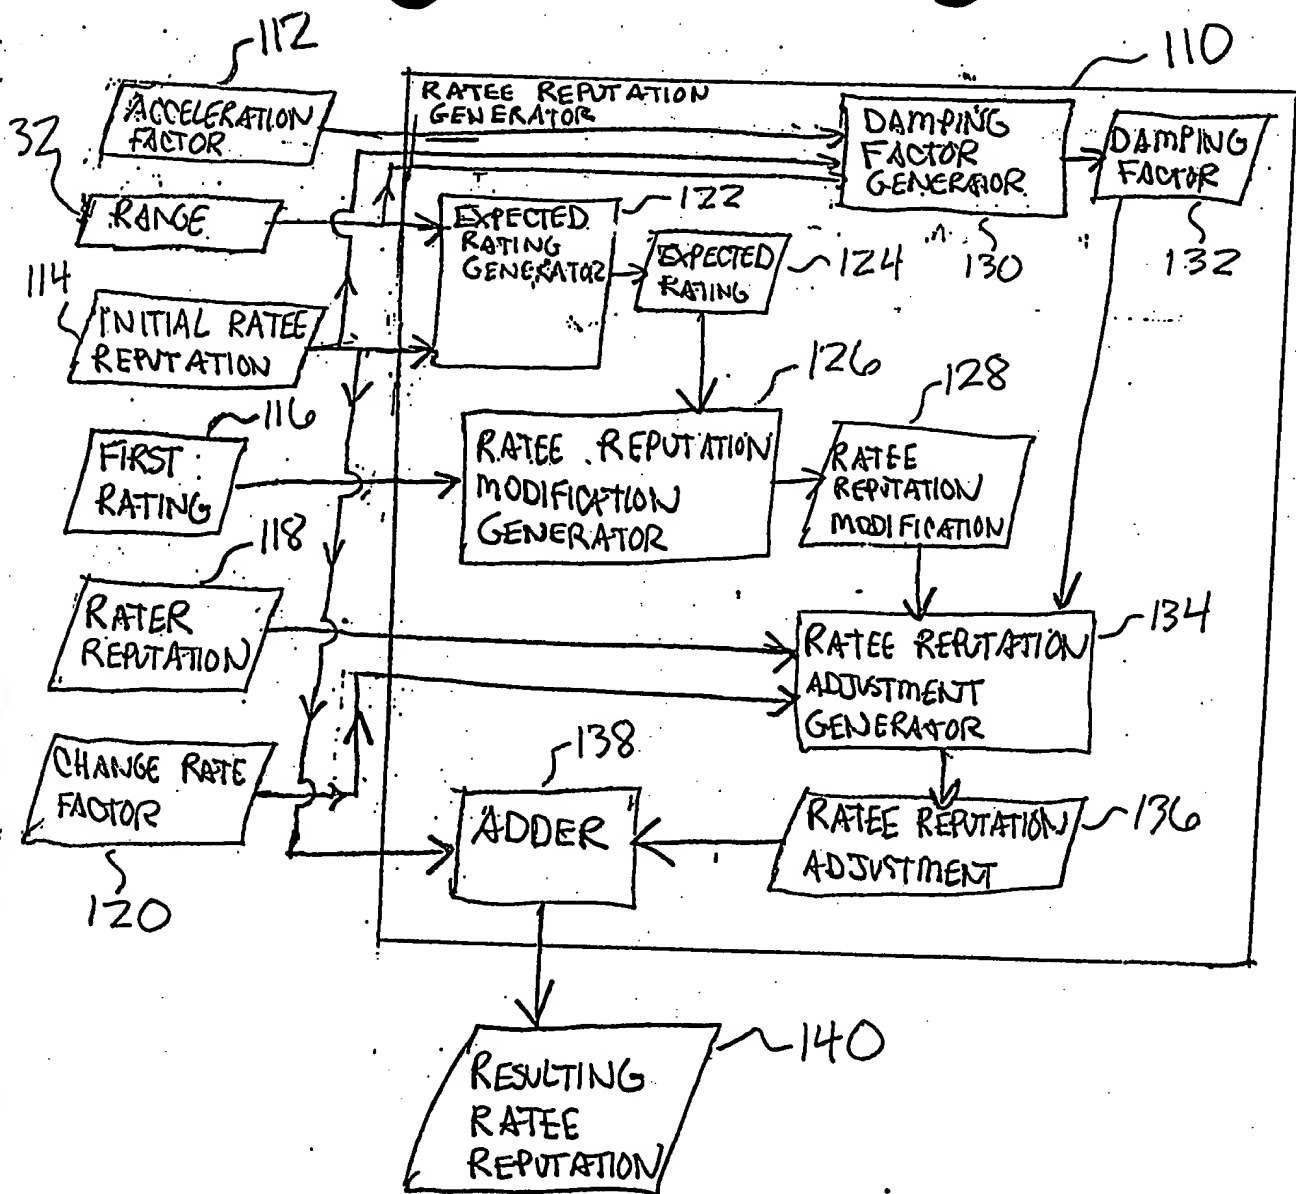 112
110
ACCELERATION
FACTOR
RATEE REPUTATION
GENERATOR
DAMPING
FACTOR
GENERATOR
DAMPING
FACTOR
32
RANGE
EXPECTED
RATING
GENERATOR
122
EXPECTED
RATING
124
130
132
114
INITIAL RATEE
REPUTATION
126
128
116
FIRST
RATING
RATEE REPUTATION
MODIFICATION
GENERATOR
RATEE
REPUTATION
MODIFICATION
118
RATER
REPUTATION
RATEE REPUTATION
ADJUSTMENT
GENERATOR
134
CHANGE RATE
FACTOR
120
138
ADDER
RATEE REPUTATION
ADJUSTMENT
136
RESULTING
RATEE
REPUTATION
140